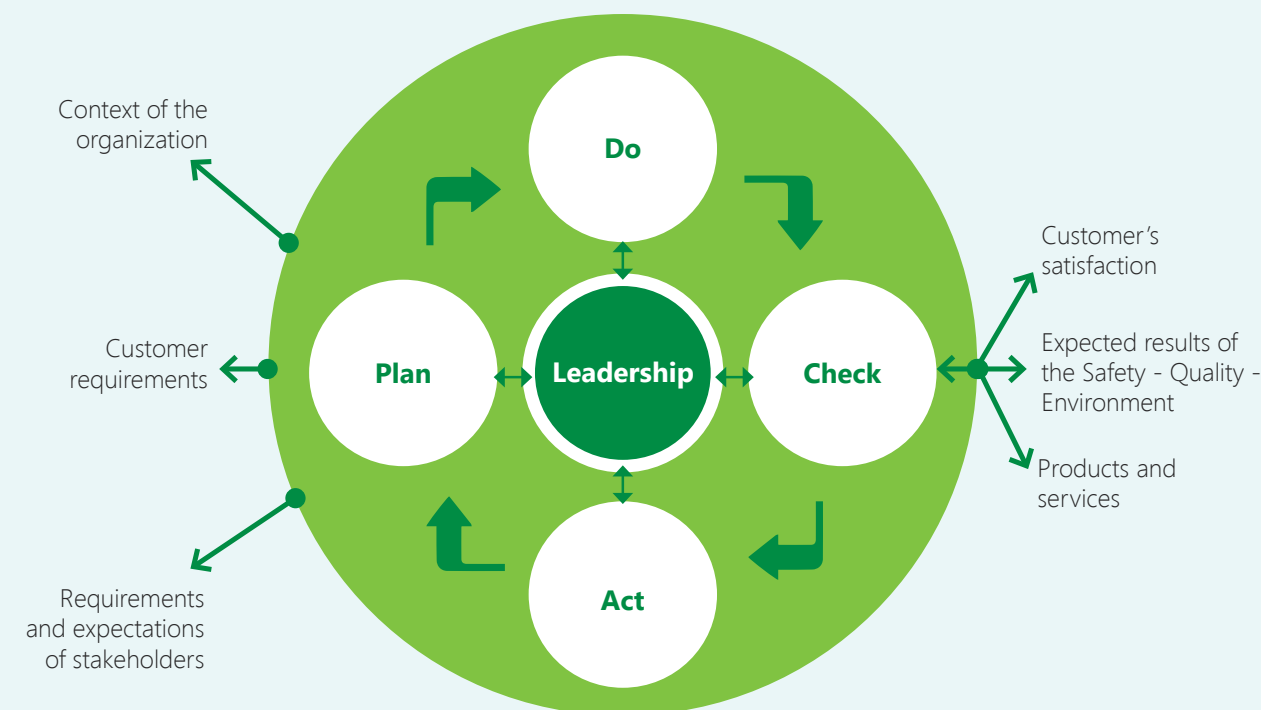 Context of the
organization
Customer
requirements
Requirements
and expectations
of stakeholders
Do
Plan
Leadership
Check
Act
Customer’s
satisfaction
Expected results of
the Safety - Quality -
Environment
Products and
services